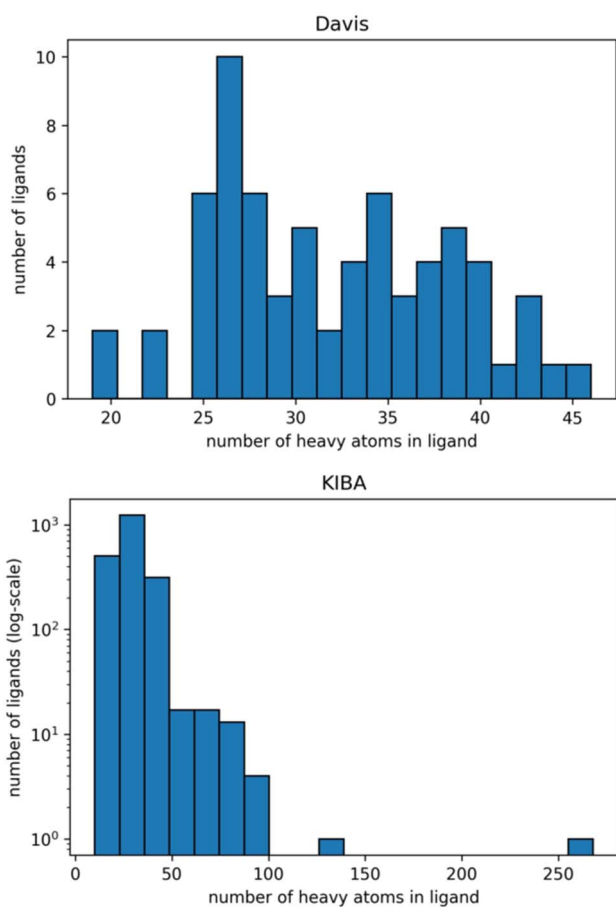 Davis
number of ligands
10
8
6
4
2
0
20 25 30 35 40 45
number of heavy atoms in ligand
KIBA
number of ligands (log-scale)
10³
10²
10¹
10⁰
0 50 100 150 200 250
number of heavy atoms in ligand